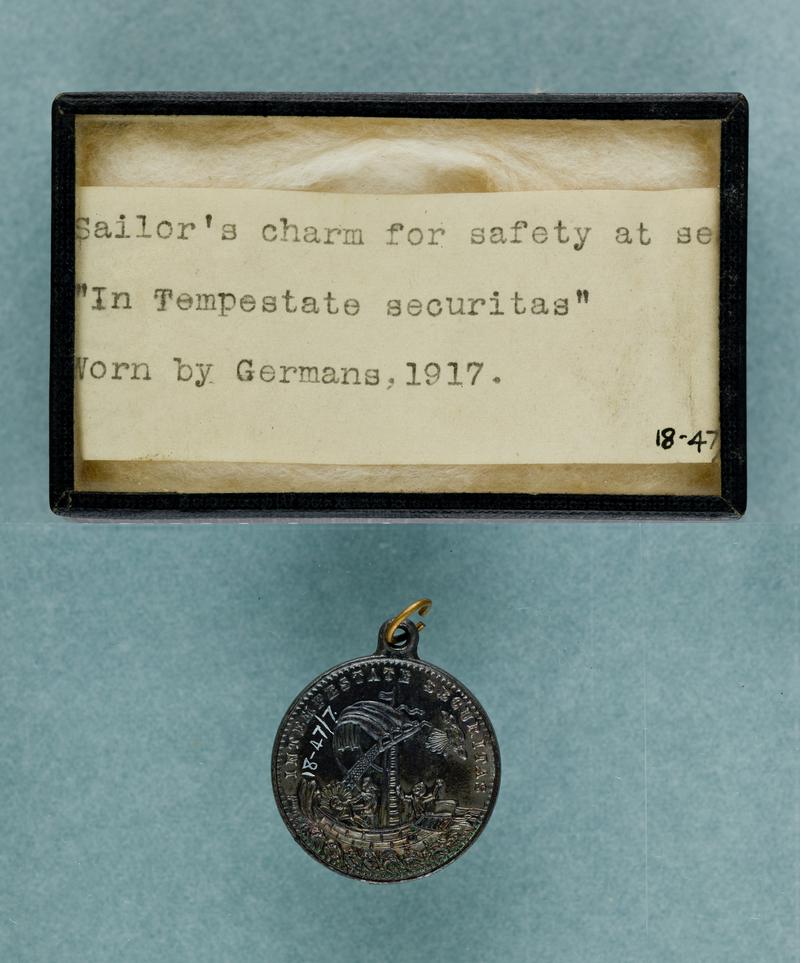 Sailor's charm for safety at se
"In Tempestate securitas"
Worn by Germans, 1917.
18-47
IN TEMPESTATE SECURITAS
18-47/7.